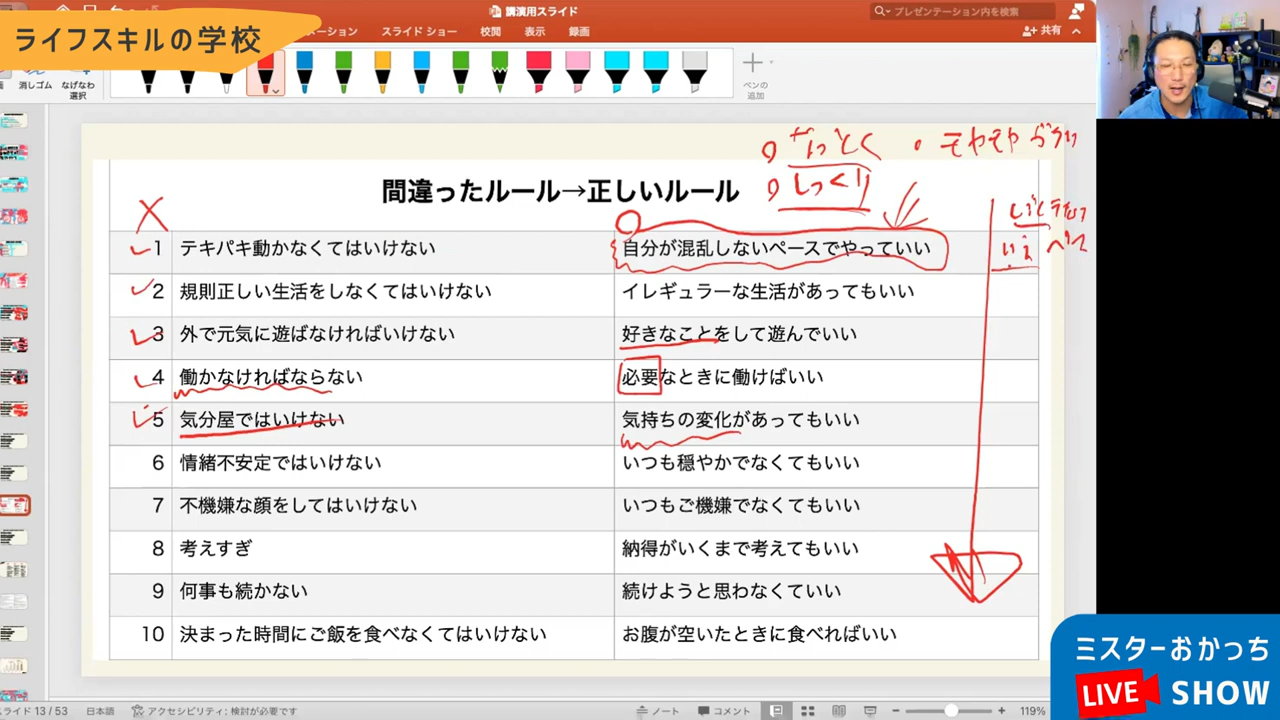 講演用スライド
プレゼンテーション内を検索
ライフスキルの学校
スライド ショー
校閲
表示
録画
共有
消しゴム
なげなわ
選択
ペンの
追加
なっとく
・モヤモヤ
しっくり
間違ったルール→正しいルール
X
1 テキパキ動かなくてはいけない 自分が混乱しないペースでやっていい
2 規則正しい生活をしなくてはいけない イレギュラーな生活があってもいい
3 外で元気に遊ばなければいけない 好きなことをして遊んでいい
4 働かなければならない 必要なときに働けばいい
5 気分屋ではいけない 気持ちの変化があってもいい
6 情緒不安定ではいけない いつも穏やかでなくてもいい
7 不機嫌な顔をしてはいけない いつもご機嫌でなくてもいい
8 考えすぎ 納得がいくまで考えてもいい
9 何事も続かない 続けようと思わなくていい
10 決まった時間にご飯を食べなくてはいけない お腹が空いたときに食べればいい
ミスターおかっち
LIVE SHOW
スライド 13 / 53
日本語
アクセシビリティ: 検討が必要です
ノート
コメント
119%